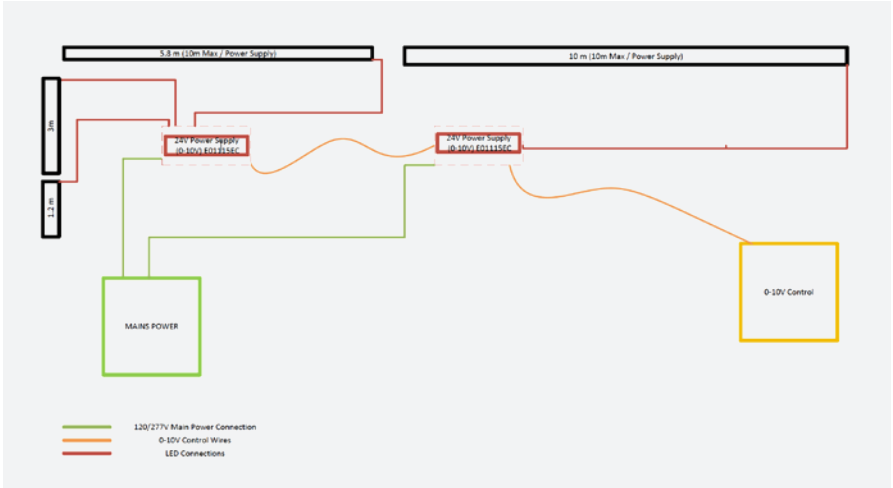 5.8 m (10m Max / Power Supply)
10 m (10m Max / Power Supply)
3m
24V Power Supply
(0-10V) E01115EC
24V Power Supply
(0-10V) E01115EC
1.2 m
0-10V Control
MAINS POWER
120/277V Main Power Connection
0-10V Control Wires
LED Connections